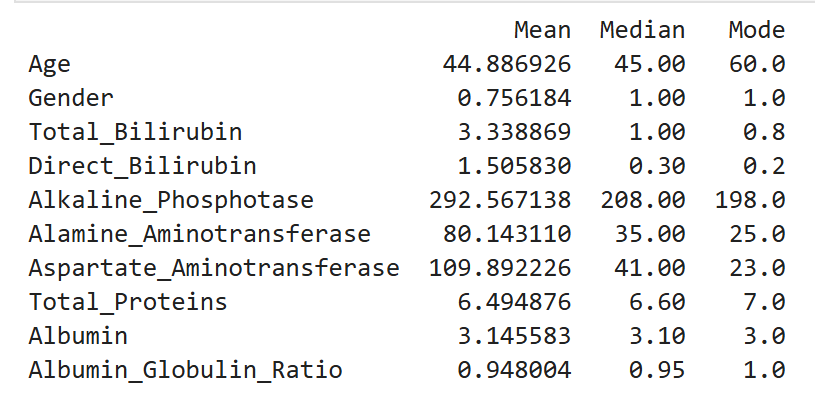 Mean Median Mode
Age 44.886926 45.00 60.0
Gender 0.756184 1.00 1.0
Total_Bilirubin 3.338869 1.00 0.8
Direct_Bilirubin 1.505830 0.30 0.2
Alkaline_Phosphotase 292.567138 208.00 198.0
Alamine_Aminotransferase 80.143110 35.00 25.0
Aspartate_Aminotransferase 109.892226 41.00 23.0
Total_Proteins 6.494876 6.60 7.0
Albumin 3.145583 3.10 3.0
Albumin_Globulin_Ratio 0.948004 0.95 1.0